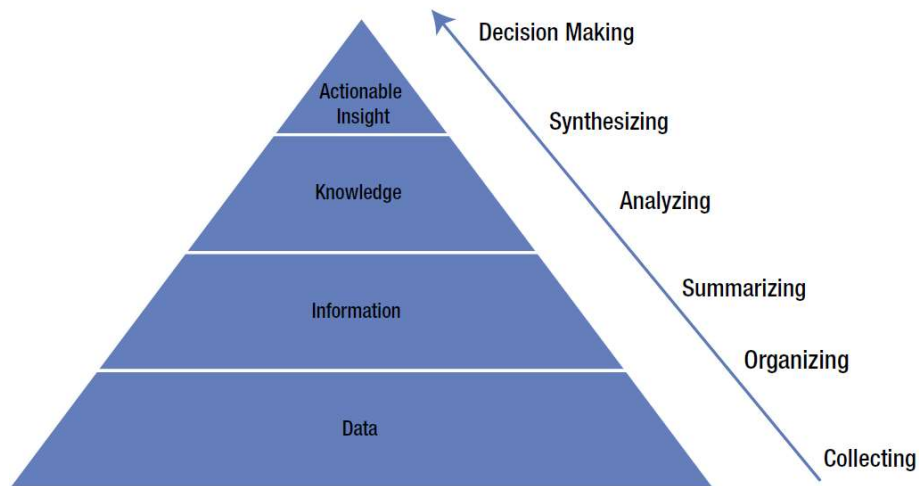 Decision Making
Actionable
Insight
Synthesizing
Knowledge
Analyzing
Summarizing
Information
Organizing
Data
Collecting